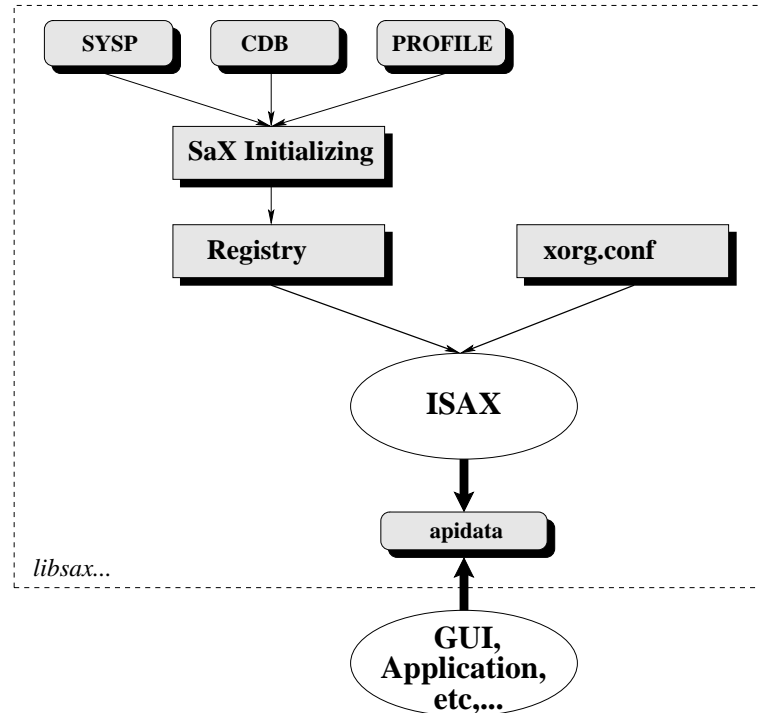 SYSP
CDB
PROFILE
SaX Initializing
Registry
xorg.conf
ISAX
apidata
libsax...
GUI,
Application,
etc,...